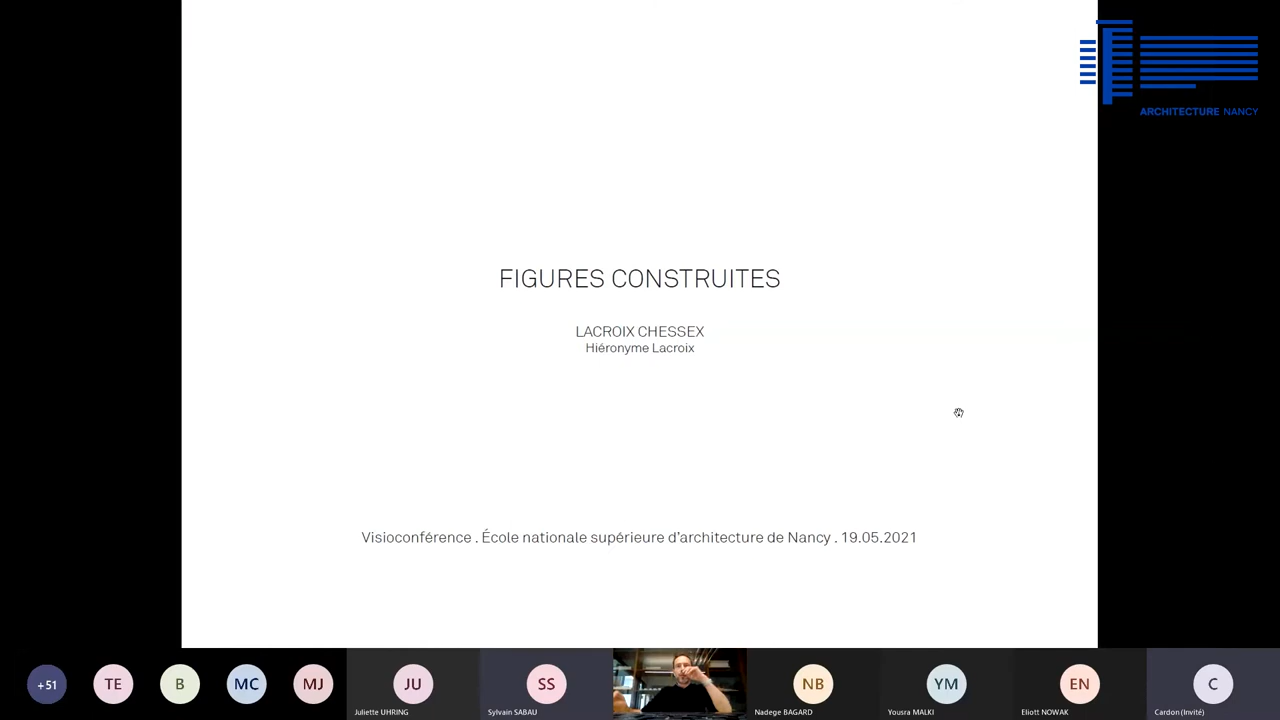 ARCHITECTURE NANCY
FIGURES CONSTRUITES
LACROIX CHESSEX
Hiéronyme Lacroix
Visioconférence . École nationale supérieure d'architecture de Nancy . 19.05.2021
+51
TE
B
MC
MJ
JU
SS
NB
YM
EN
C
Juliette UHRING
Sylvain SABAU
Nadege BAGARD
Yousra MALKI
Eliott NOWAK
Cardon (Invité)